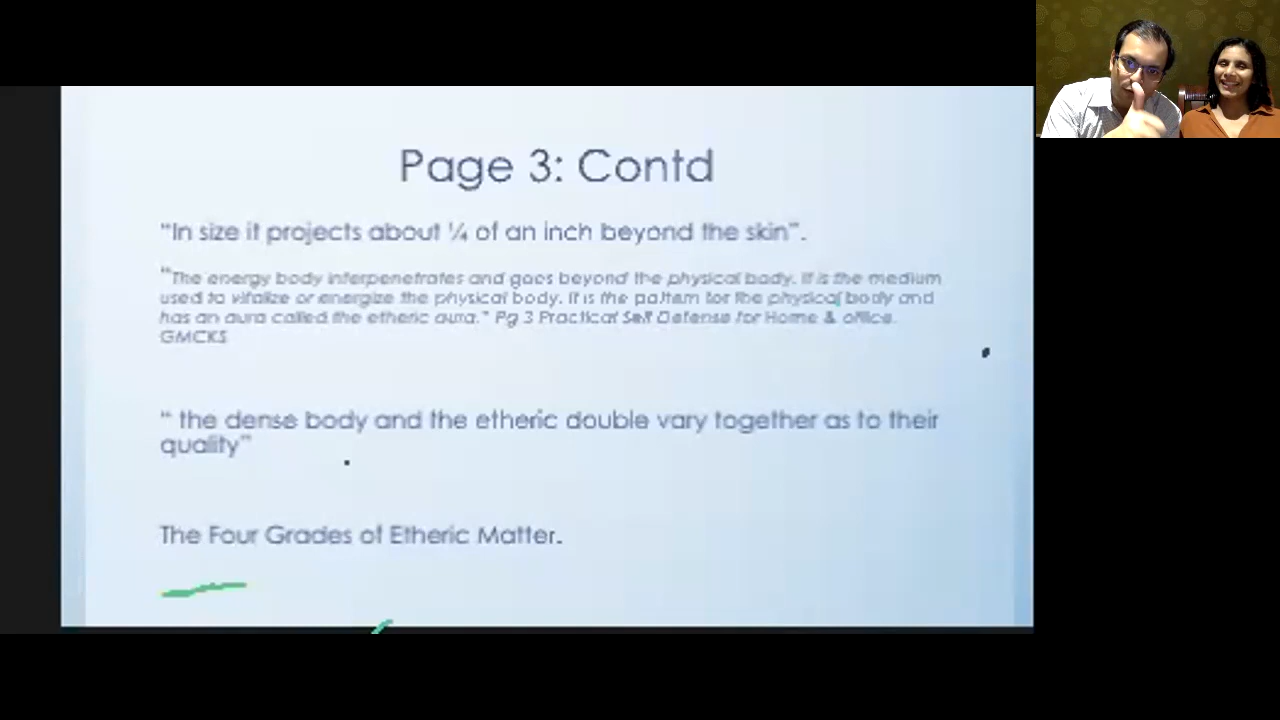 Page 3: Contd
“In size it projects about ¼ of an inch beyond the skin”.
“The energy body interpenetrates and goes beyond the physical body. It is the medium
used to vitalize or energize the physical body. It is the pattern for the physical body and
has an aura called the etheric aura.” Pg 3 Practical Self Defense for Home & office.
GMCKS
“ the dense body and the etheric double vary together as to their
quality”
The Four Grades of Etheric Matter.